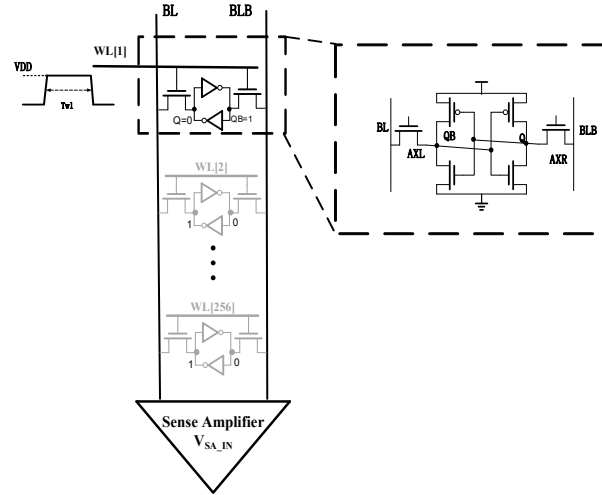 BL BLB
WL[1]
VDD
Tw1
Q=0 QB=1
BL QB Q BLB
AXL AXR
WL[2]
1 0
WL[256]
1 0
Sense Amplifier
VSA_IN